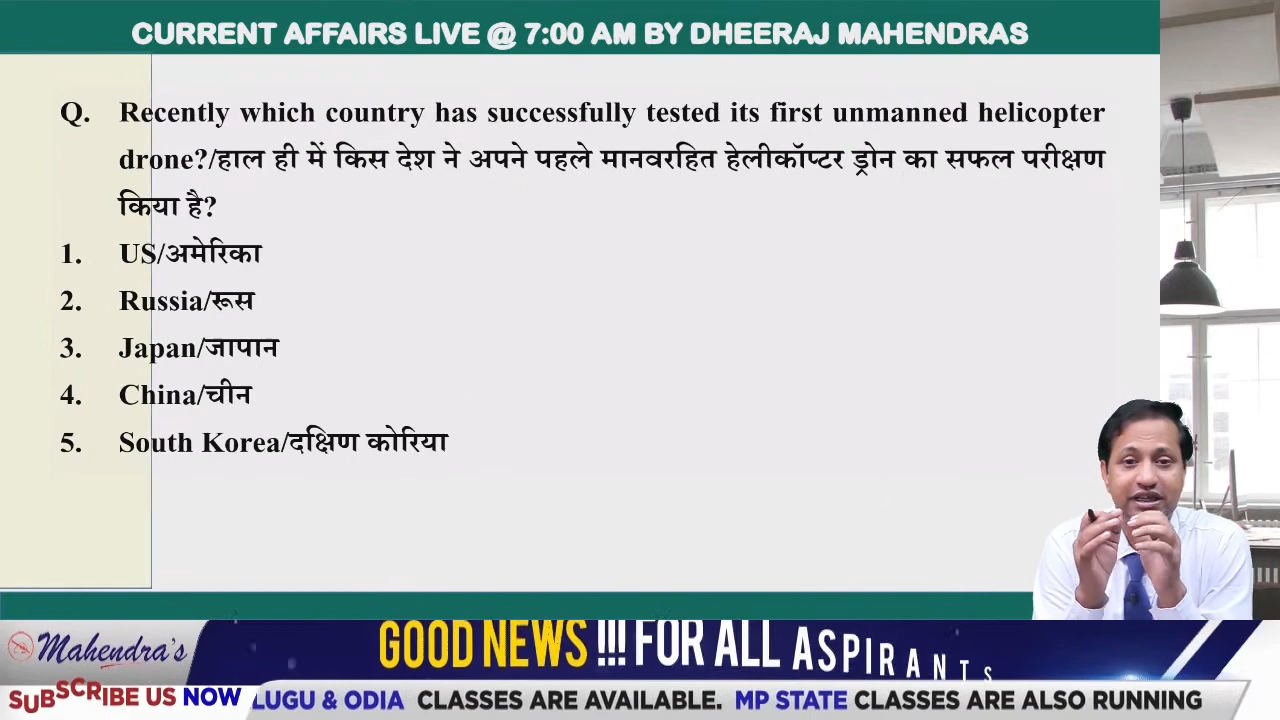 CURRENT AFFAIRS LIVE @ 7:00 AM BY DHEERAJ MAHENDRAS
Q. Recently which country has successfully tested its first unmanned helicopter
drone?/हाल ही में किस देश ने अपने पहले मानवरहित हेलीकॉप्टर ड्रोन का सफल परीक्षण
किया है?
1. US/अमेरिका
2. Russia/रूस
3. Japan/जापान
4. China/चीन
5. South Korea/दक्षिण कोरिया
Mahendra's
GOOD NEWS !!! FOR ALL ASPIRANTS
SUBSCRIBE US NOW
LUGU & ODIA CLASSES ARE AVAILABLE. MP STATE CLASSES ARE ALSO RUNNING